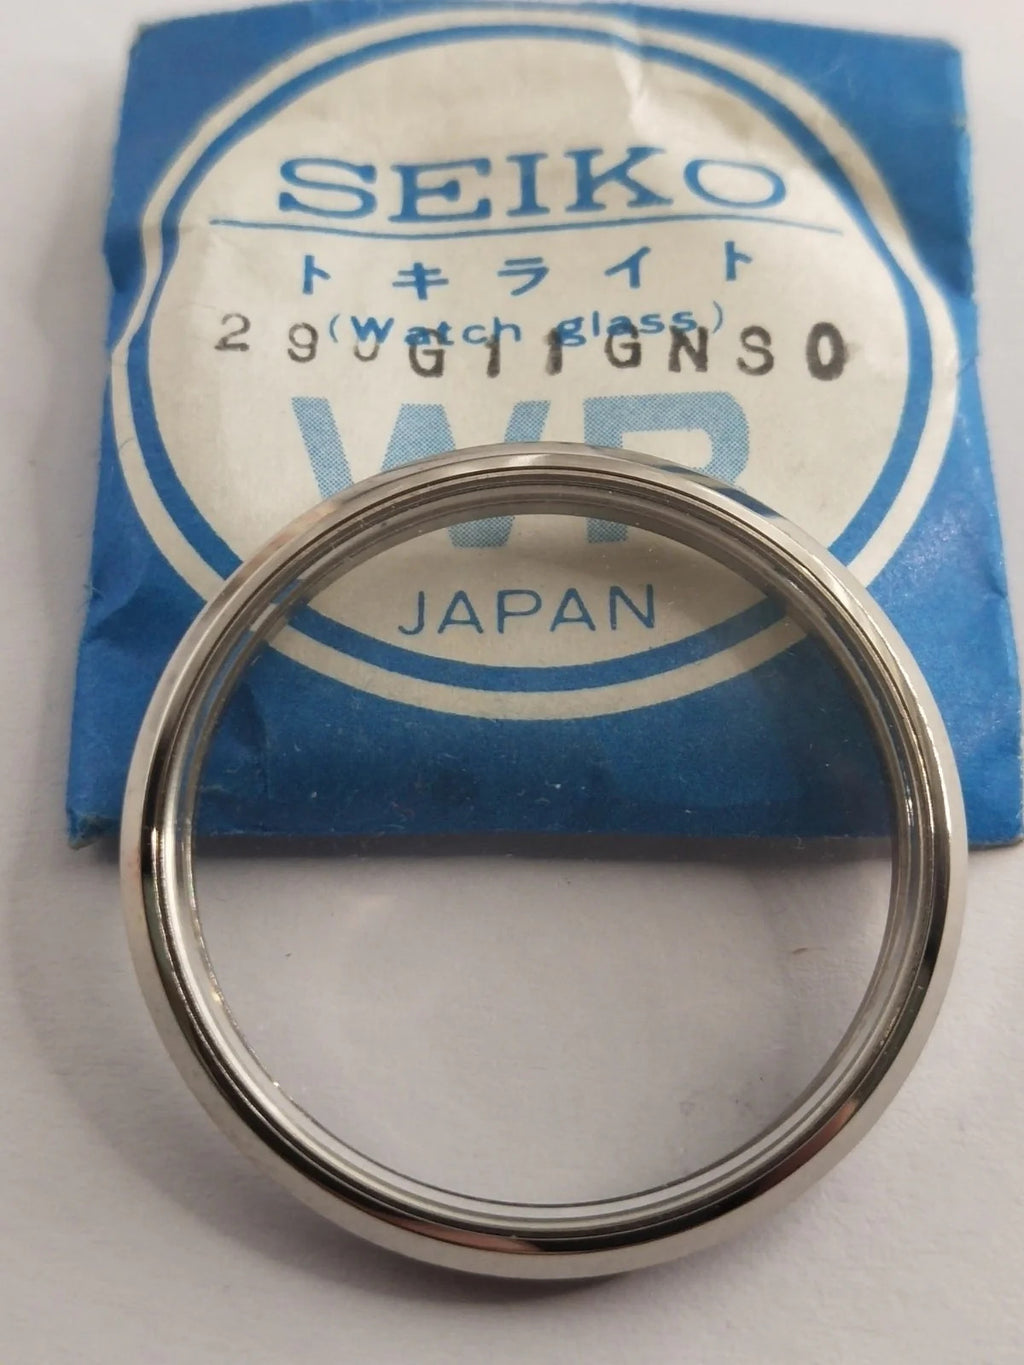 SEIKO
トキライト
(Watch glass)
290G11GNS0
WR
JAPAN